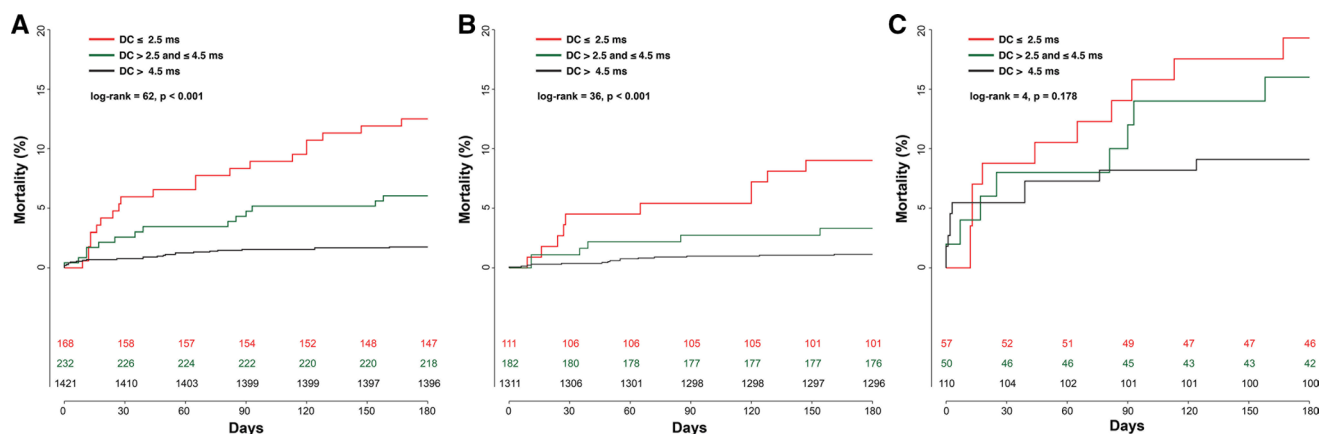 A
20
15
10
5
0
Mortality (%)
DC ≤ 2.5 ms
DC > 2.5 and ≤ 4.5 ms
DC > 4.5 ms
log-rank = 62, p < 0.001
168 158 157 154 152 148 147
232 226 224 222 220 220 218
1421 1410 1403 1399 1399 1397 1396
0 30 60 90 120 150 180
Days
B
20
15
10
5
0
Mortality (%)
DC ≤ 2.5 ms
DC > 2.5 and ≤ 4.5 ms
DC > 4.5 ms
log-rank = 36, p < 0.001
111 106 106 105 105 101 101
182 180 178 177 177 177 176
1311 1306 1301 1298 1298 1297 1296
0 30 60 90 120 150 180
Days
C
20
15
10
5
0
Mortality (%)
DC ≤ 2.5 ms
DC > 2.5 and ≤ 4.5 ms
DC > 4.5 ms
log-rank = 4, p = 0.178
57 52 51 49 47 47 46
50 46 46 45 43 43 42
110 104 102 101 101 100 100
0 30 60 90 120 150 180
Days